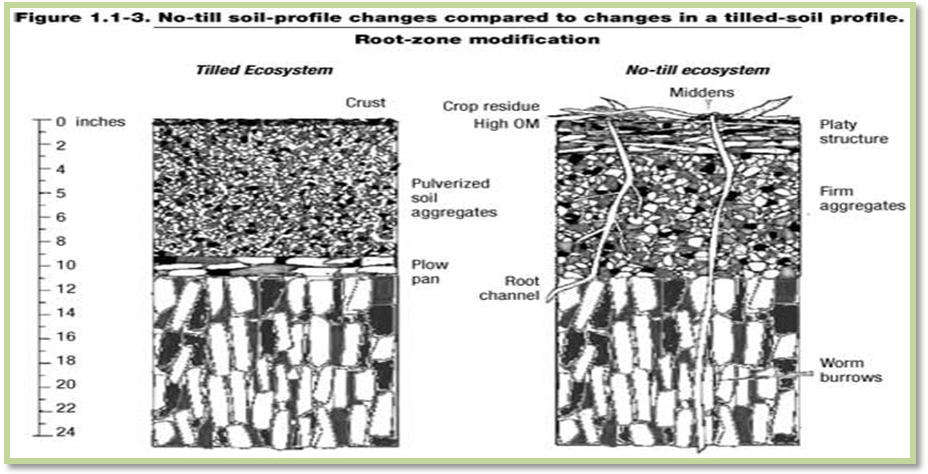 Figure 1.1-3. No-till soil-profile changes compared to changes in a tilled-soil profile.
Root-zone modification
Tilled Ecosystem
No-till ecosystem
Crust
Crop residue
Middens
High OM
Platy
structure
0 inches
2
4
5
6
8
10
12
14
16
18
20
22
24
Pulverized
soil
aggregates
Firm
aggregates
Plow
pan
Root
channel
Worm
burrows